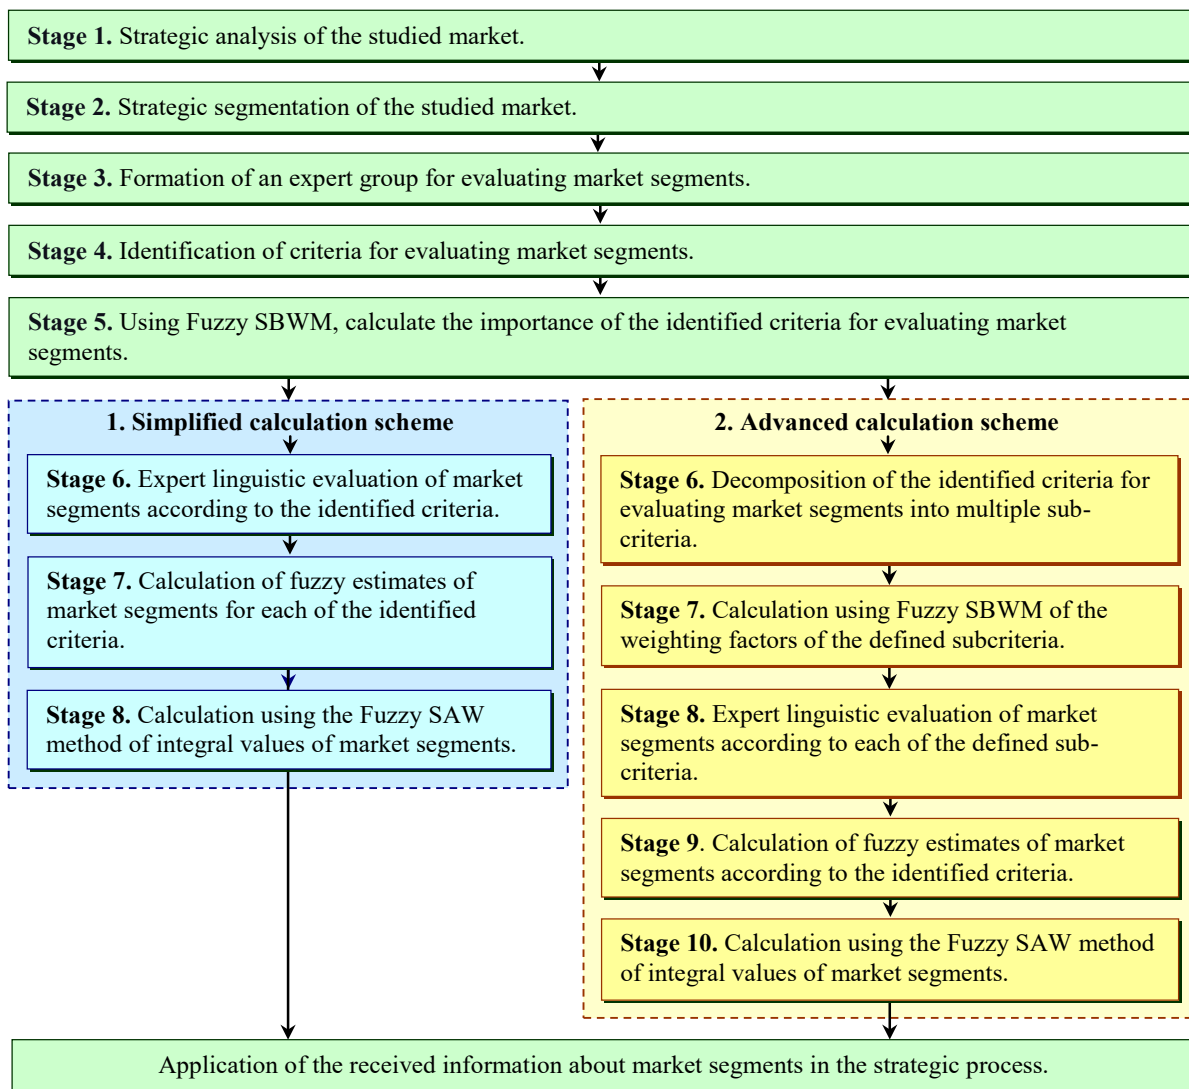 Stage 1. Strategic analysis of the studied market.
Stage 2. Strategic segmentation of the studied market.
Stage 3. Formation of an expert group for evaluating market segments.
Stage 4. Identification of criteria for evaluating market segments.
Stage 5. Using Fuzzy SBWM, calculate the importance of the identified criteria for evaluating market
segments.
1. Simplified calculation scheme
Stage 6. Expert linguistic evaluation of market
segments according to the identified criteria.
Stage 7. Calculation of fuzzy estimates of
market segments for each of the identified
criteria.
Stage 8. Calculation using the Fuzzy SAW
method of integral values of market segments.
2. Advanced calculation scheme
Stage 6. Decomposition of the identified criteria for
evaluating market segments into multiple sub-
criteria.
Stage 7. Calculation using Fuzzy SBWM of the
weighting factors of the defined subcriteria.
Stage 8. Expert linguistic evaluation of market
segments according to each of the defined sub-
criteria.
Stage 9. Calculation of fuzzy estimates of market
segments according to the identified criteria.
Stage 10. Calculation using the Fuzzy SAW method
of integral values of market segments.
Application of the received information about market segments in the strategic process.